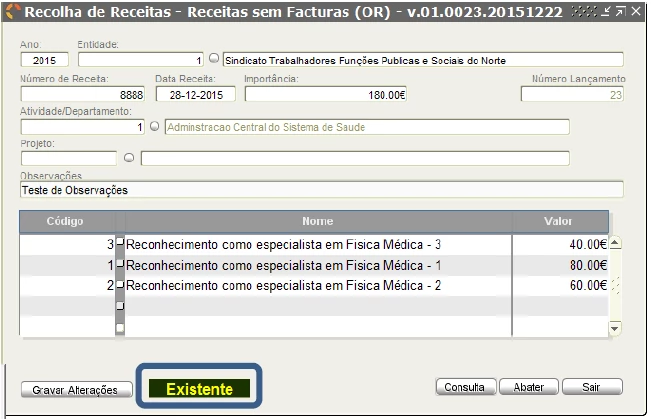 Recolha de Receitas - Receitas sem Facturas (OR) - v.01.0023.20151222
Ano: Entidade:
2015 1 Sindicato Trabalhadores Funções Publicas e Sociais do Norte
Número de Receita: Data Receita: Importância: Número Lançamento
8888 28-12-2015 180.00€ 23
Atividade/Departamento:
1 Adminstracao Central do Sistema de Saude
Projeto:
Observações
Teste de Observações
Código Nome Valor
3 Reconhecimento como especialista em Fisica Médica - 3 40.00€
1 Reconhecimento como especialista em Fisica Médica - 1 80.00€
2 Reconhecimento como especialista em Fisica Médica - 2 60.00€
Gravar Alterações Existente Consulta Abater Sair